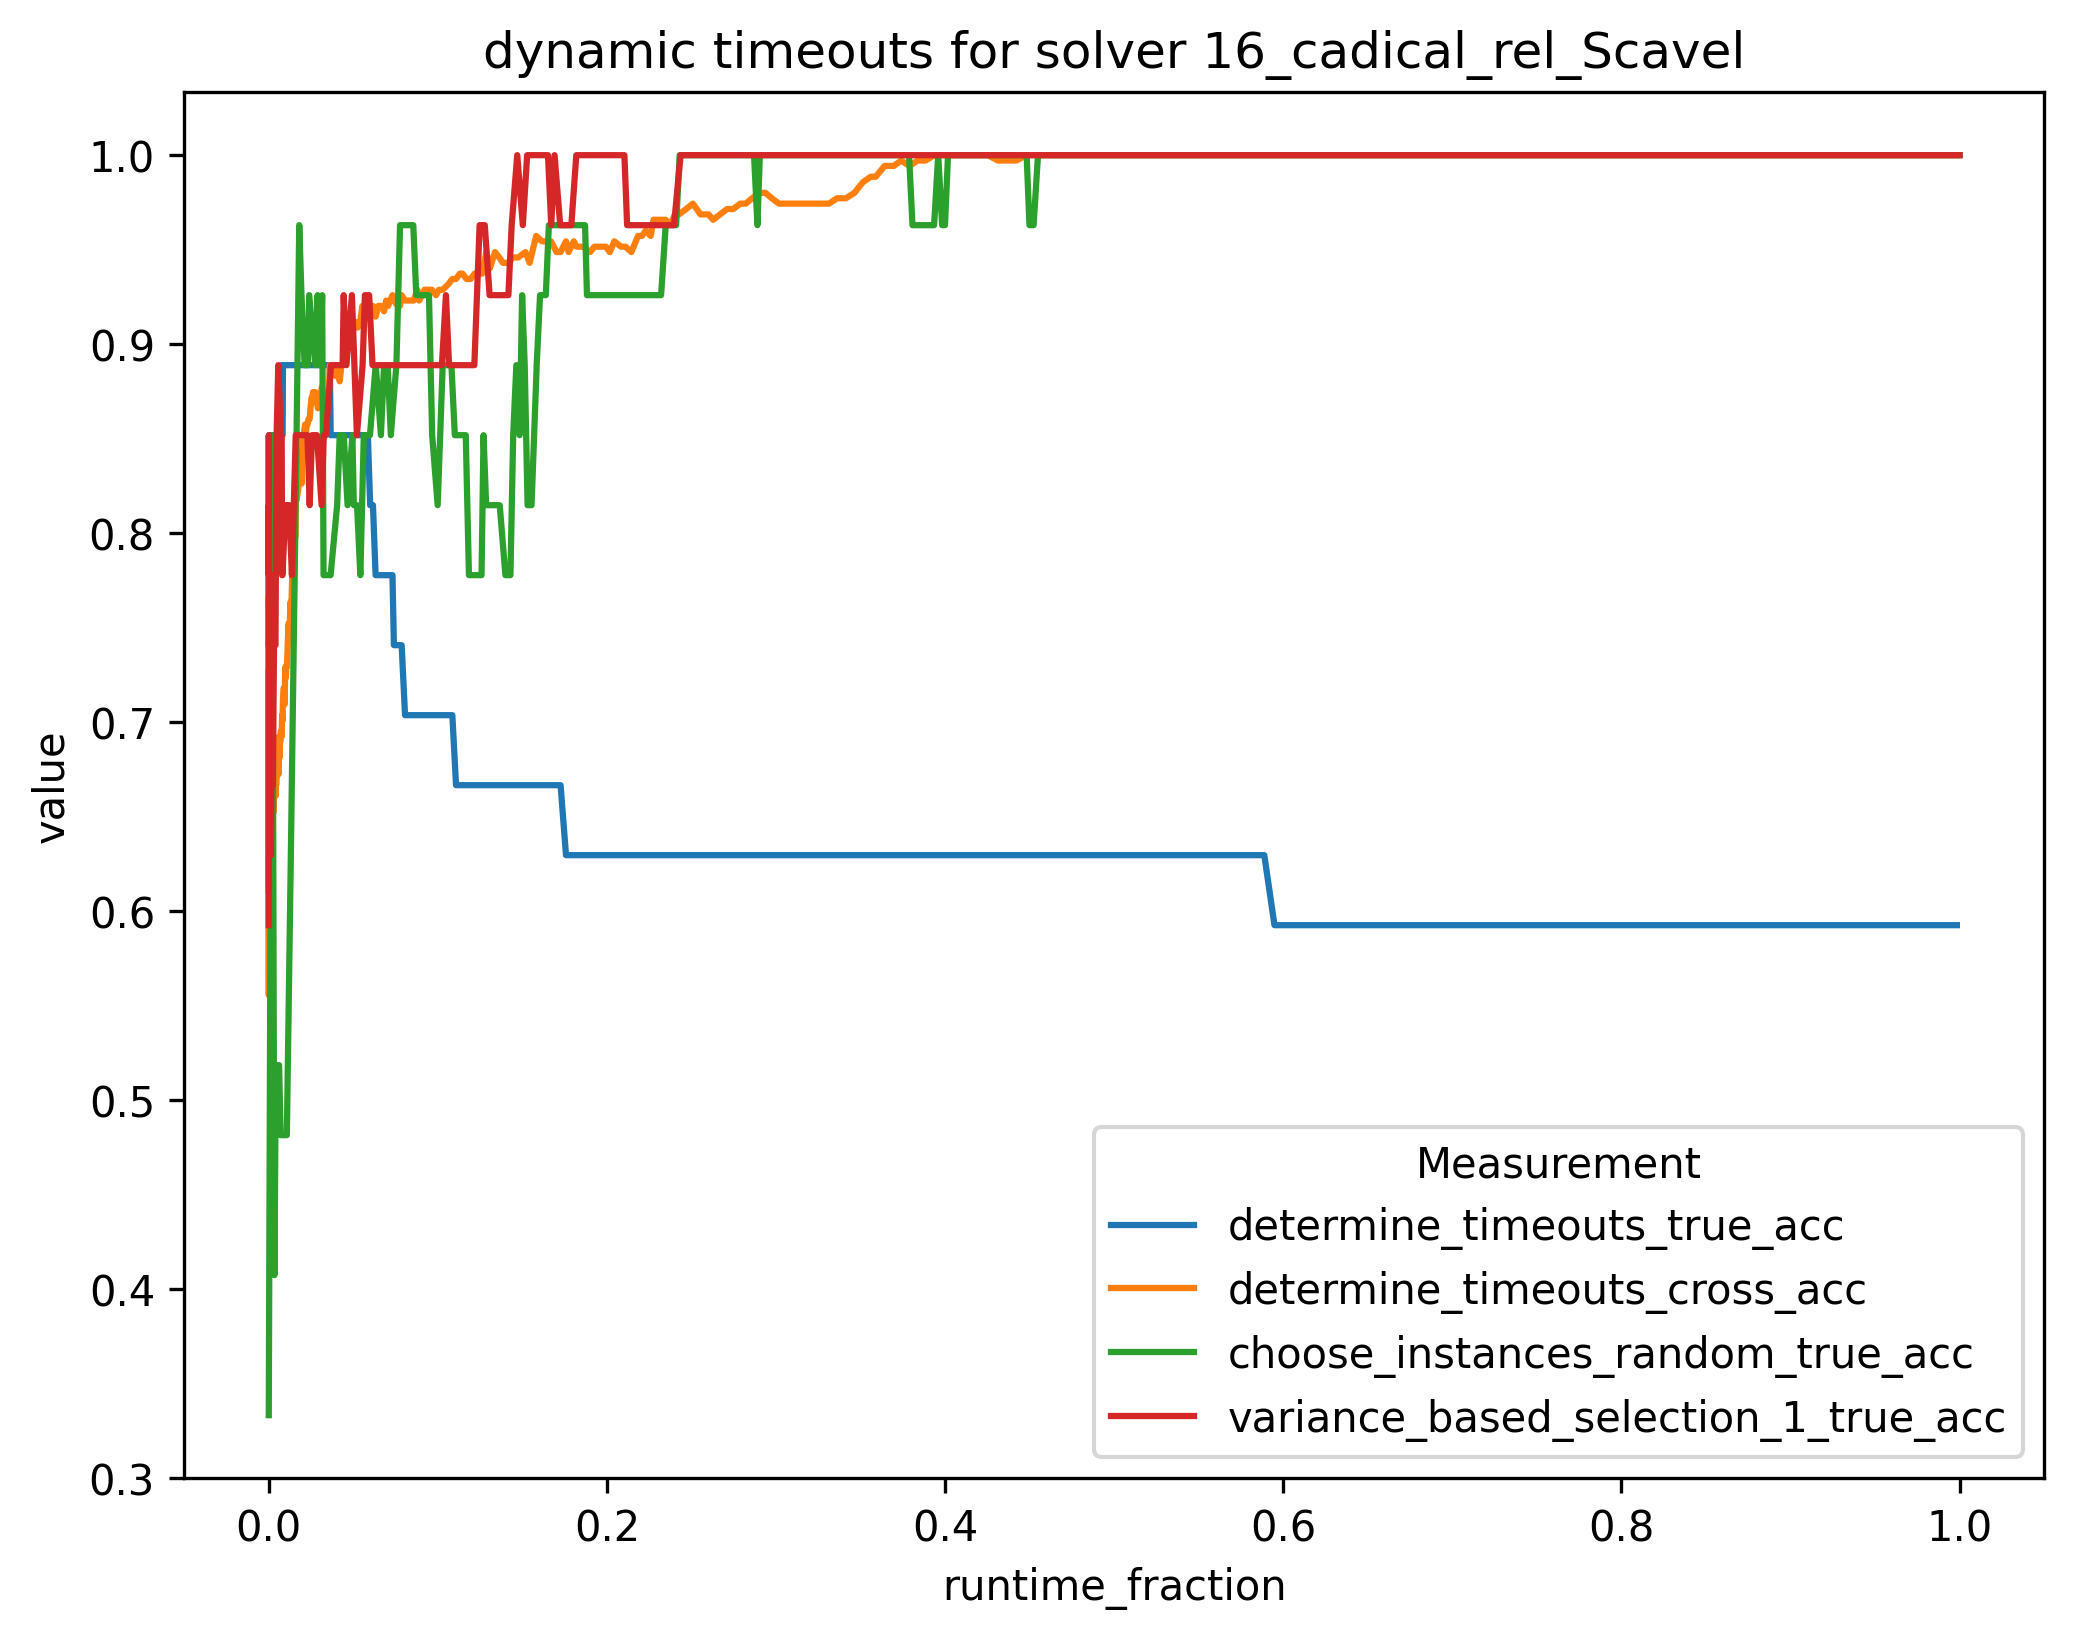 dynamic timeouts for solver 16_cadical_rel_Scavel
1.0
0.9
0.8
0.7
0.6
0.5
0.4
0.3
value
0.0 0.2 0.4 0.6 0.8 1.0
runtime_fraction
Measurement
determine_timeouts_true_acc
determine_timeouts_cross_acc
choose_instances_random_true_acc
variance_based_selection_1_true_acc